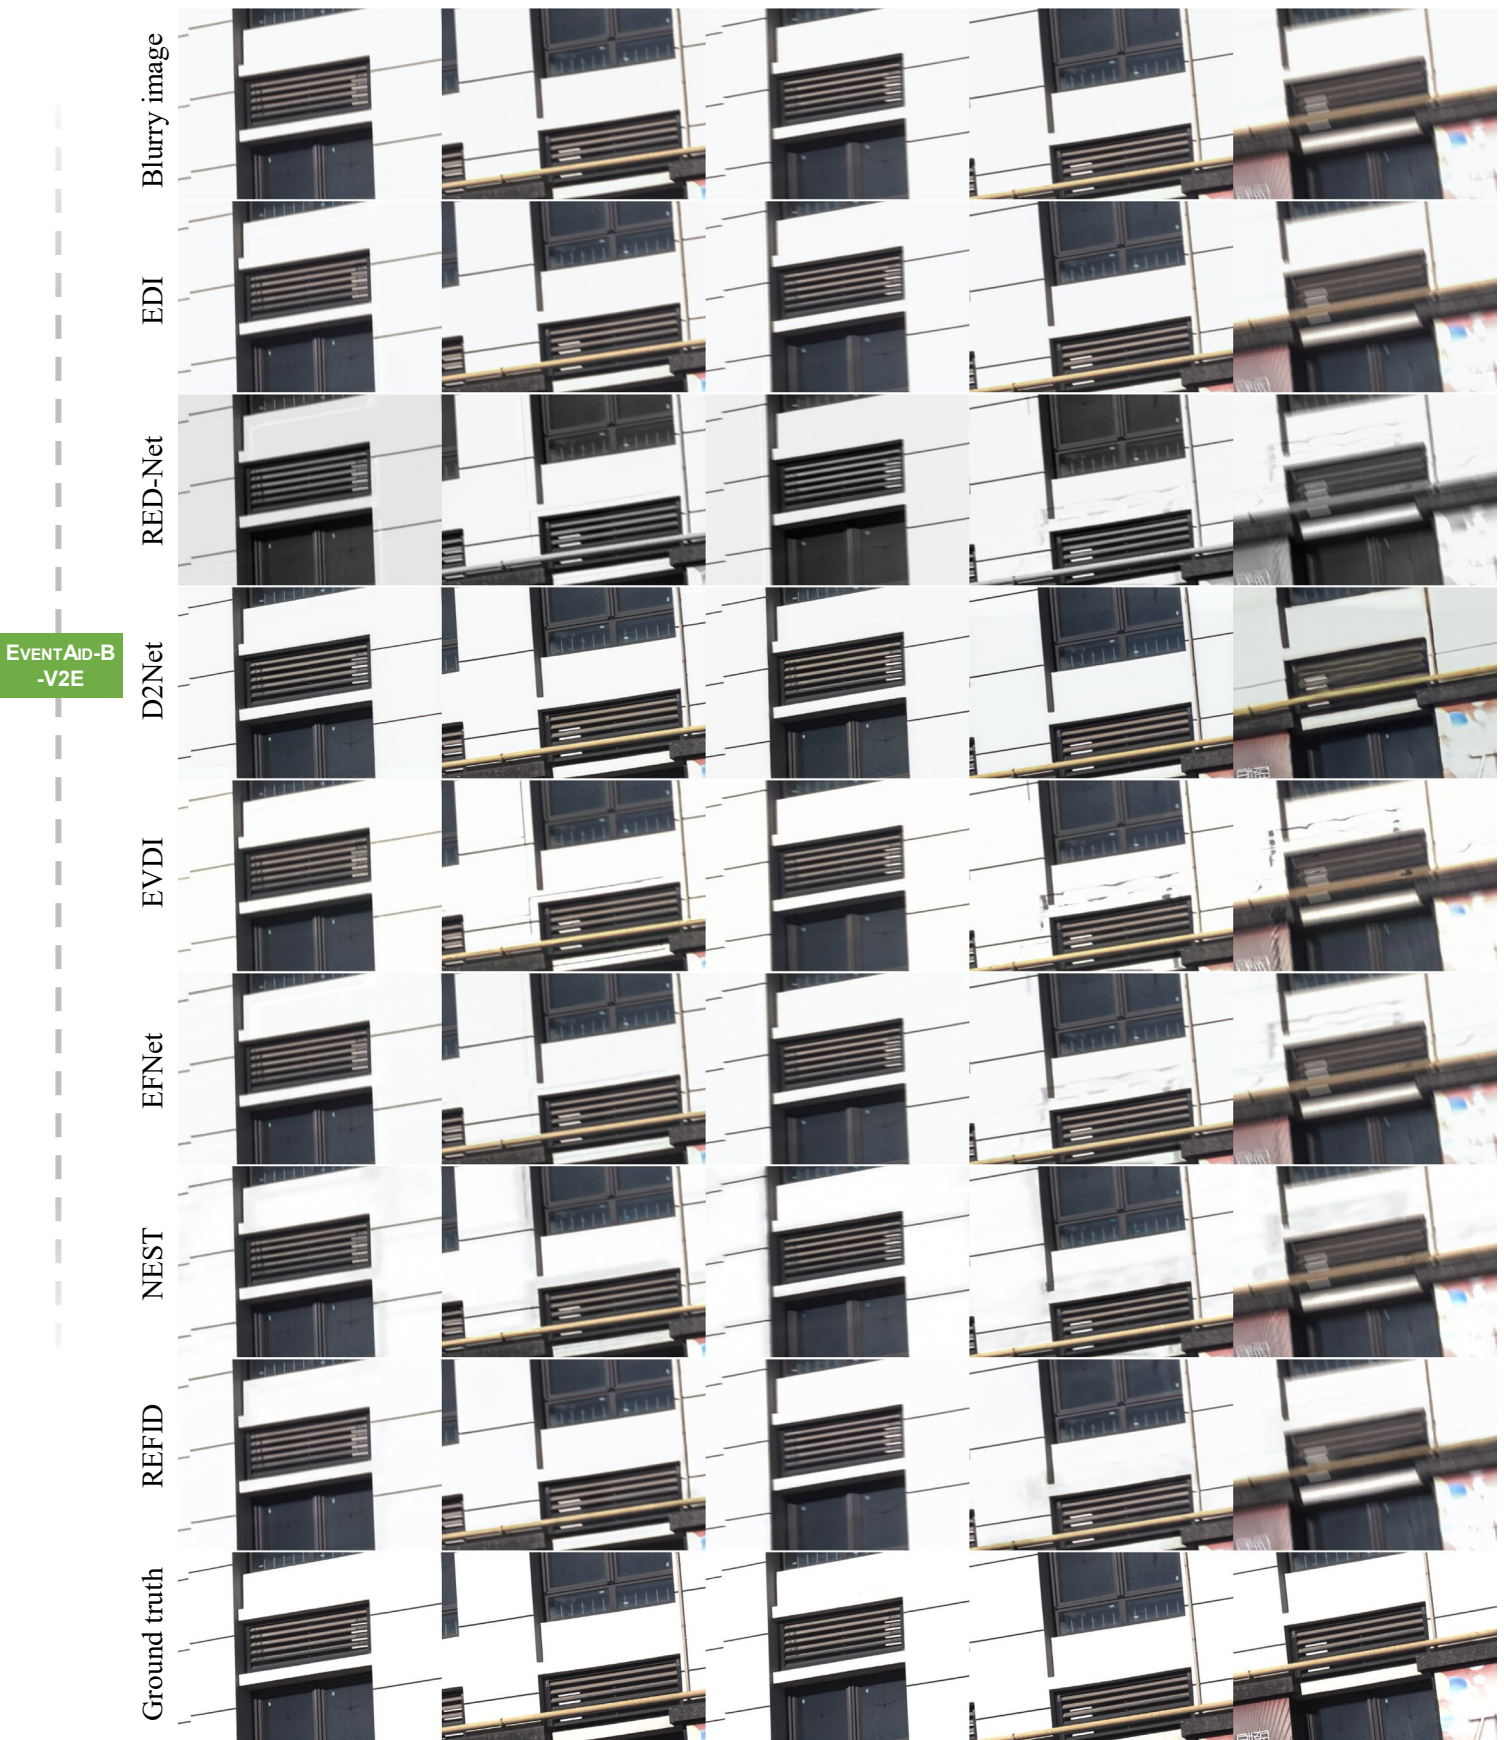 Blurry image
EDI
RED-Net
D2Net
EVENTAID-B
-V2E
EVDI
EFNet
NEST
REFID
Ground truth